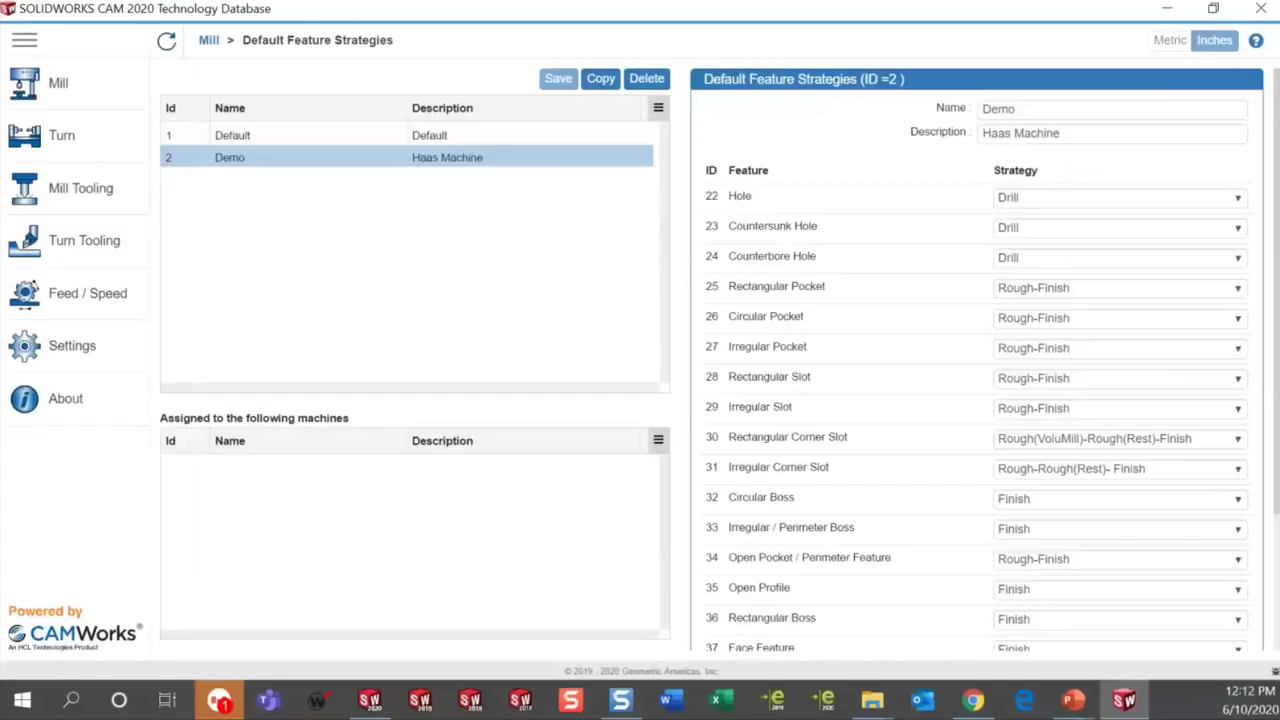 SOLIDWORKS CAM 2020 Technology Database
Mill > Default Feature Strategies
Metric Inches
Mill
Turn
Mill Tooling
Turn Tooling
Feed / Speed
Settings
About
Powered by
CAMWorks®
An HCL Technologies Product
Save Copy Delete
Id Name Description
1 Default Default
2 Demo Haas Machine
Assigned to the following machines
Id Name Description
Default Feature Strategies (ID =2 )
Name : Demo
Description : Haas Machine
ID Feature Strategy
22 Hole Drill
23 Countersunk Hole Drill
24 Counterbore Hole Drill
25 Rectangular Pocket Rough-Finish
26 Circular Pocket Rough-Finish
27 Irregular Pocket Rough-Finish
28 Rectangular Slot Rough-Finish
29 Irregular Slot Rough-Finish
30 Rectangular Corner Slot Rough(VoluMill)-Rough(Rest)-Finish
31 Irregular Corner Slot Rough-Rough(Rest)- Finish
32 Circular Boss Finish
33 Irregular / Perimeter Boss Finish
34 Open Pocket / Perimeter Feature Rough-Finish
35 Open Profile Finish
36 Rectangular Boss Finish
37 Face Feature Finish
© 2019 - 2020 Geometric Americas, Inc.
12:12 PM
6/10/2020